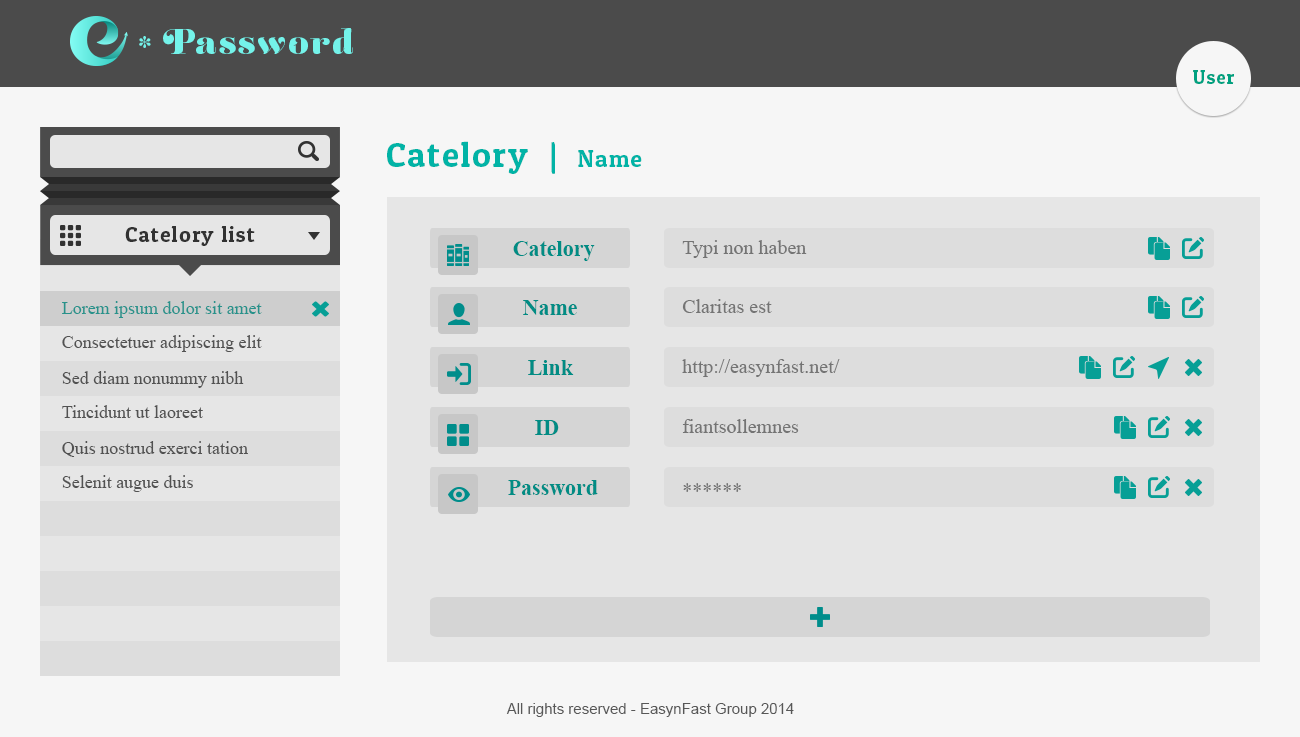 e * Password
User
Catelory list
Lorem ipsum dolor sit amet
Consectetuer adipiscing elit
Sed diam nonummy nibh
Tincidunt ut laoreet
Quis nostrud exerci tation
Selenit augue duis
Catelory | Name
Catelory Typi non haben
Name Claritas est
Link http://easynfast.net/
ID fiantsollemnes
Password ******
All rights reserved - EasynFast Group 2014